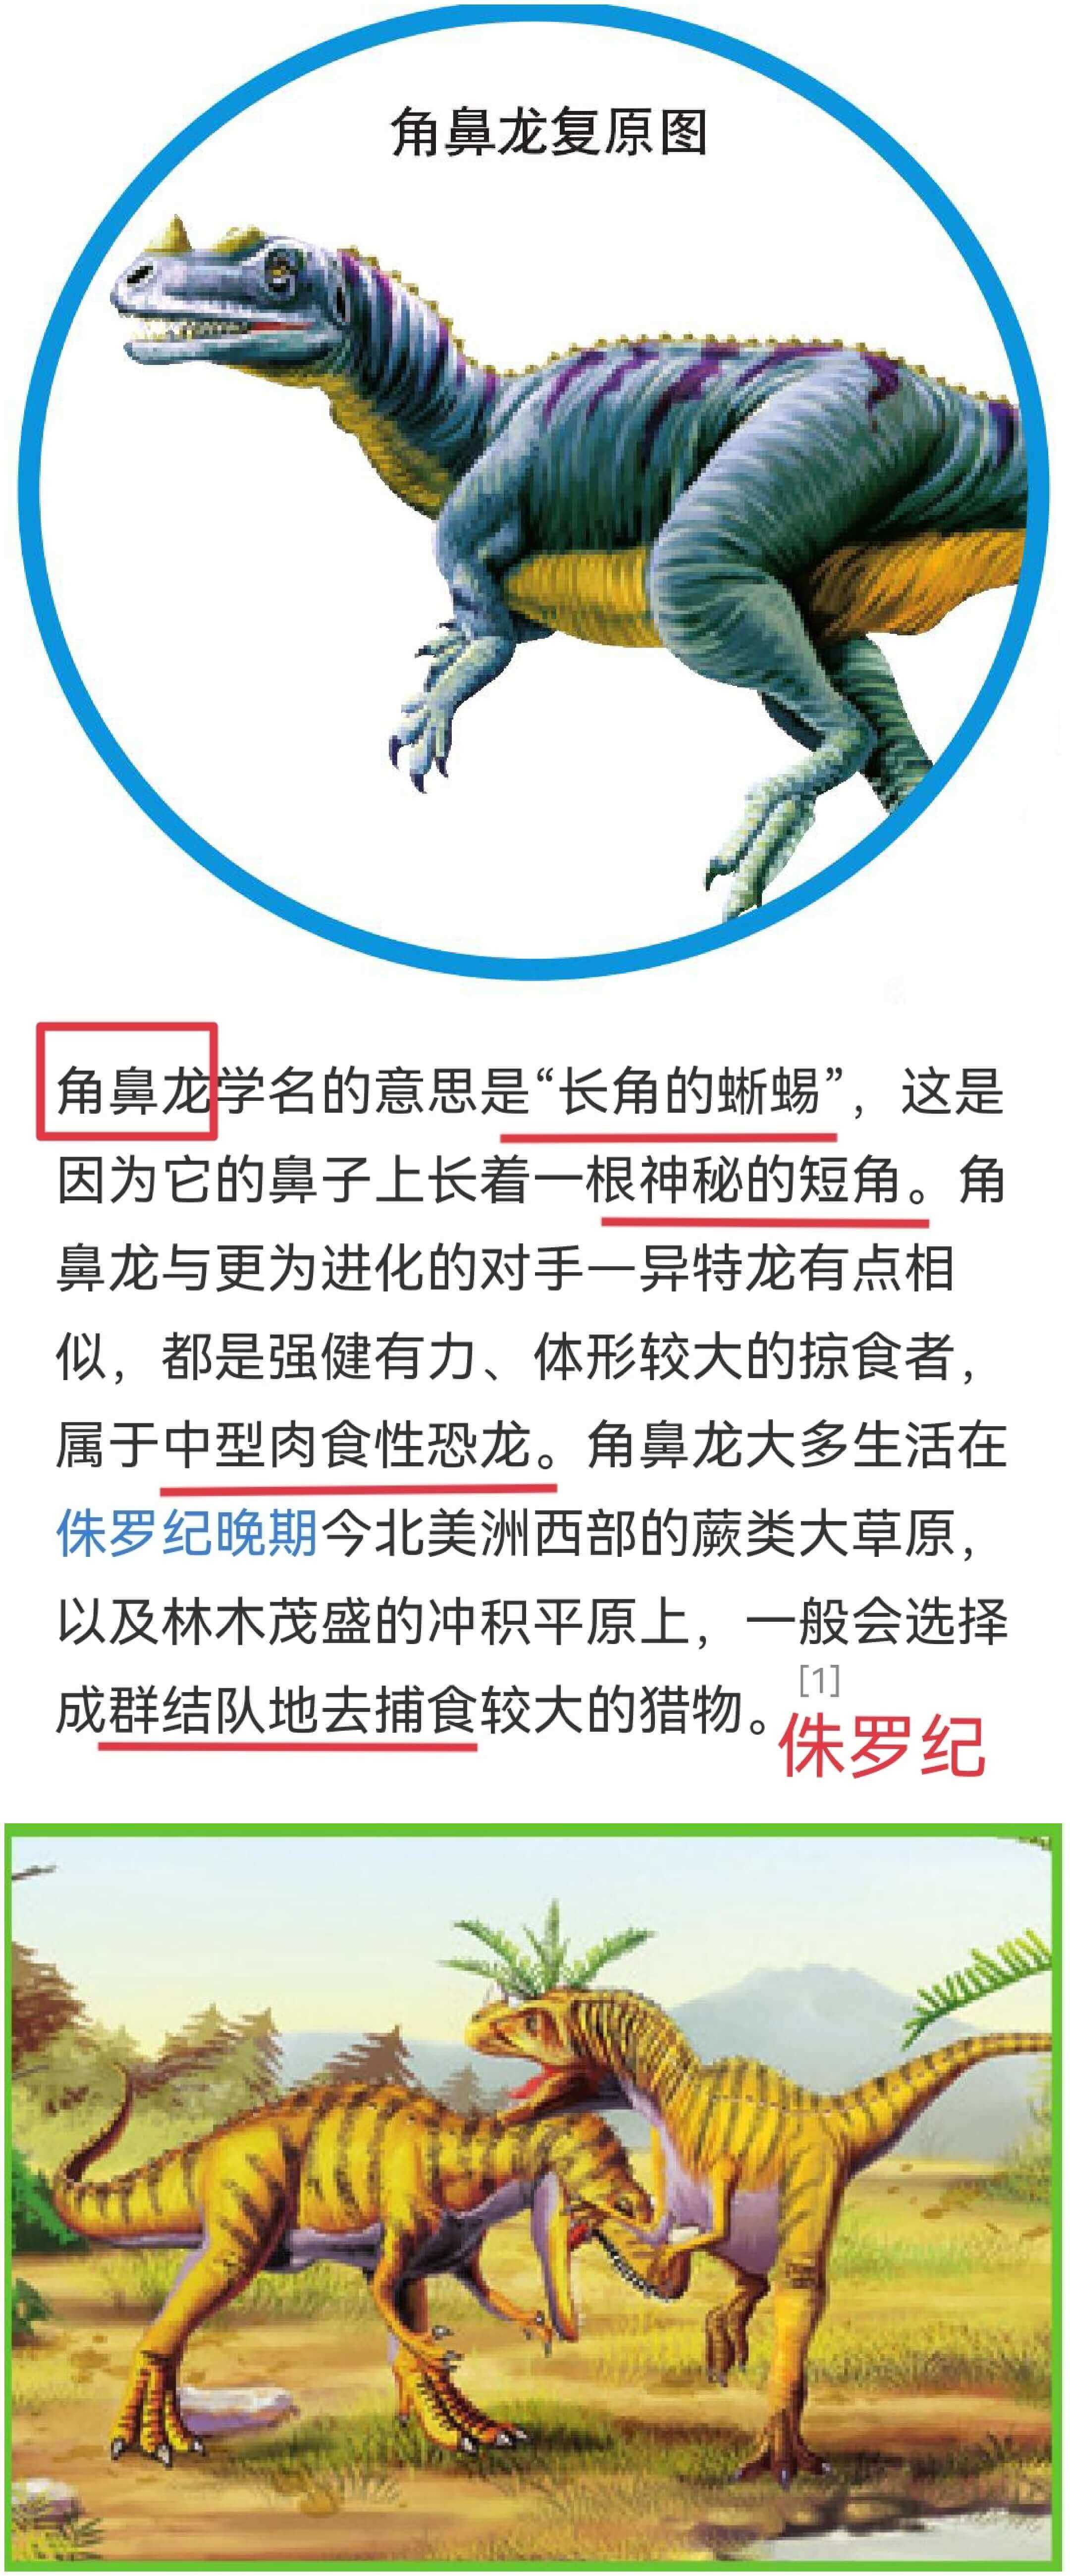 角鼻龙复原图
角鼻龙学名的意思是“长角的蜥蜴”，这是
因为它的鼻子上长着一根神秘的短角。角
鼻龙与更为进化的对手一异特龙有点相
似，都是强健有力、体形较大的掠食者，
属于中型肉食性恐龙。角鼻龙大多生活在
侏罗纪晚期今北美洲西部的蕨类大草原，
以及林木茂盛的冲积平原上，一般会选择
成群结队地去捕食较大的猎物。[1]
侏罗纪